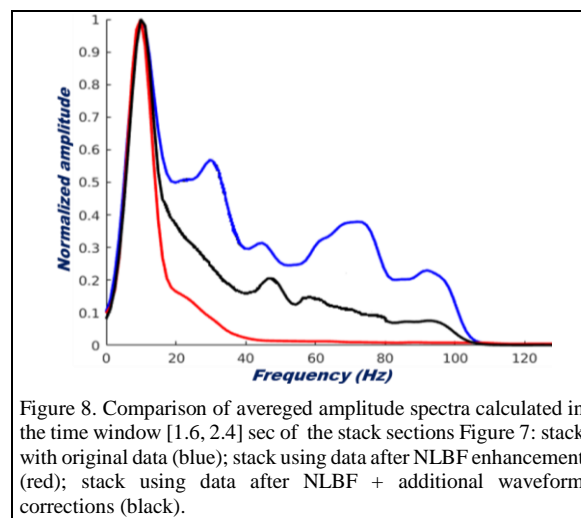 1
0.9
0.8
0.7
0.6
0.5
0.4
0.3
0.2
0.1
0
Normalized amplitude
0 20 40 60 80 100 120
Frequency (Hz)
Figure 8. Comparison of avereged amplitude spectra calculated in
the time window [1.6, 2.4] sec of the stack sections Figure 7: stack
with original data (blue); stack using data after NLBF enhancement
(red); stack using data after NLBF + additional waveform
corrections (black).